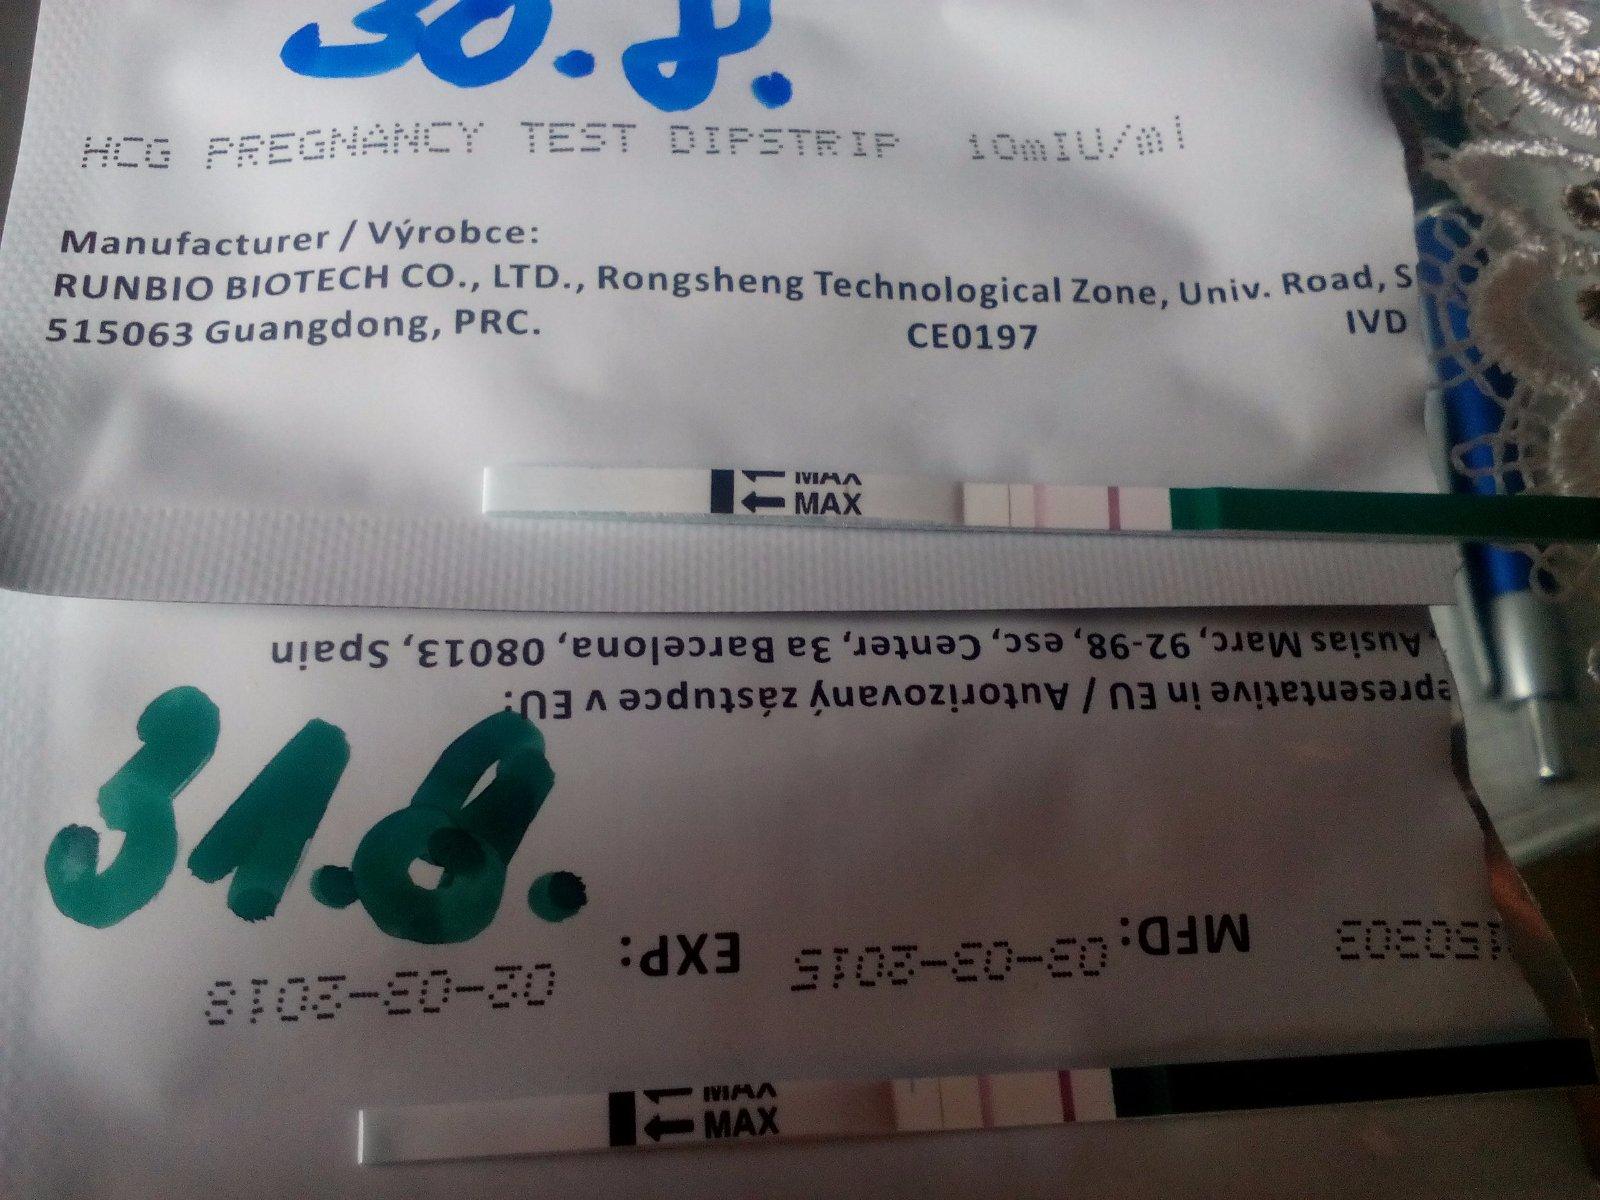 30.8.
HCG PREGNANCY TEST DIPSTRIP 10mIU/ml
Manufacturer / Výrobce:
RUNBIO BIOTECH CO., LTD., Rongsheng Technological Zone, Univ. Road, S
515063 Guangdong, PRC. CE0197 IVD
MAX
MAX
Ausias Marc, 92-98, esc, Center, 3a Barcelona, 08013, Spain
epresentative in EU / Autorizovaný zástupce v EU:
31.8.
150303 MFD: 03-03-2015 EXP: 02-03-2018
MAX
MAX